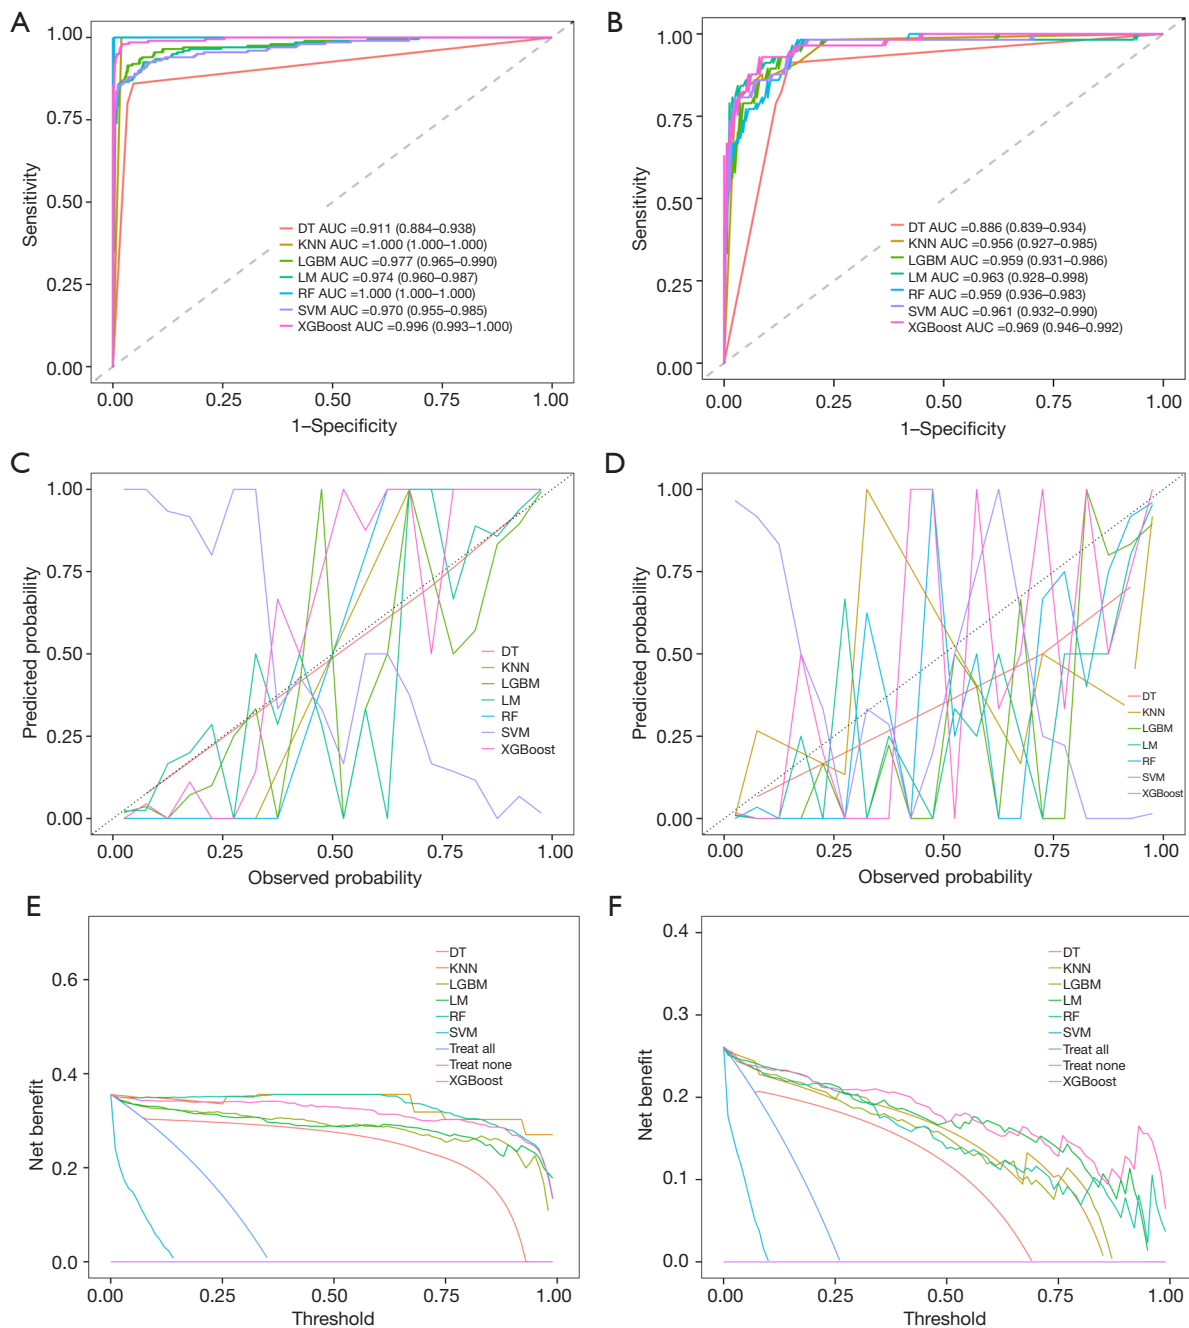 A
1.00
0.75
0.50
0.25
0.00
Sensitivity
DT AUC =0.911 (0.884–0.938)
KNN AUC =1.000 (1.000–1.000)
LGBM AUC =0.977 (0.965–0.990)
LM AUC =0.974 (0.960–0.987)
RF AUC =1.000 (1.000–1.000)
SVM AUC =0.970 (0.955–0.985)
XGBoost AUC =0.996 (0.993–1.000)
0.00 0.25 0.50 0.75 1.00
1–Specificity
B
1.00
0.75
0.50
0.25
0.00
Sensitivity
DT AUC =0.886 (0.839–0.934)
KNN AUC =0.956 (0.927–0.985)
LGBM AUC =0.959 (0.931–0.986)
LM AUC =0.963 (0.928–0.998)
RF AUC =0.959 (0.936–0.983)
SVM AUC =0.961 (0.932–0.990)
XGBoost AUC =0.969 (0.946–0.992)
0.00 0.25 0.50 0.75 1.00
1–Specificity
C
1.00
0.75
0.50
0.25
0.00
Predicted probability
DT
KNN
LGBM
LM
RF
SVM
XGBoost
0.00 0.25 0.50 0.75 1.00
Observed probability
D
1.00
0.75
0.50
0.25
0.00
Predicted probability
DT
KNN
LGBM
LM
RF
SVM
XGBoost
0.00 0.25 0.50 0.75 1.00
Observed probability
E
0.6
0.4
0.2
0.0
Net benefit
DT
KNN
LGBM
LM
RF
SVM
Treat all
Treat none
XGBoost
0.00 0.25 0.50 0.75 1.00
Threshold
F
0.4
0.3
0.2
0.1
0.0
Net benefit
DT
KNN
LGBM
LM
RF
SVM
Treat all
Treat none
XGBoost
0.00 0.25 0.50 0.75 1.00
Threshold